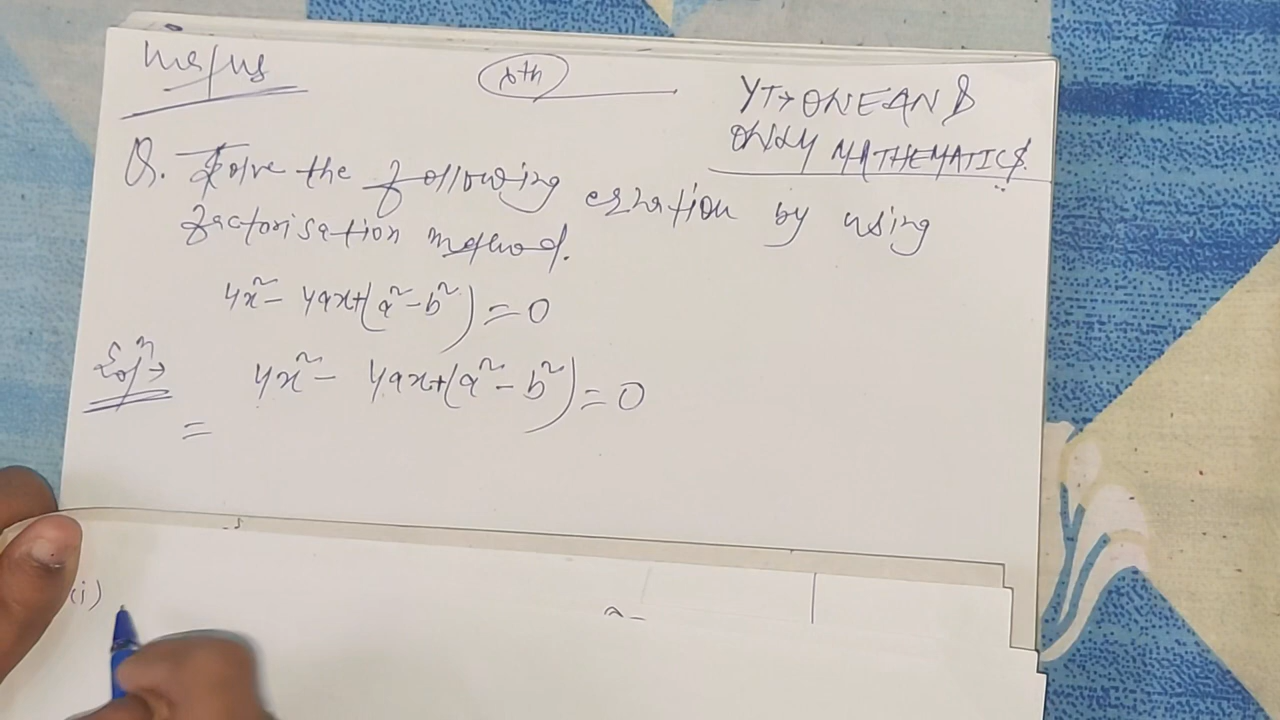 10th
YT→ ONE AND
ONLY MATHEMATICS.
Q. Solve the following equation by using
factorisation method.
4x² - 4ax+(a² - b²) = 0
Solⁿ→ 4x² - 4ax+(a² - b²) = 0
=
(i)